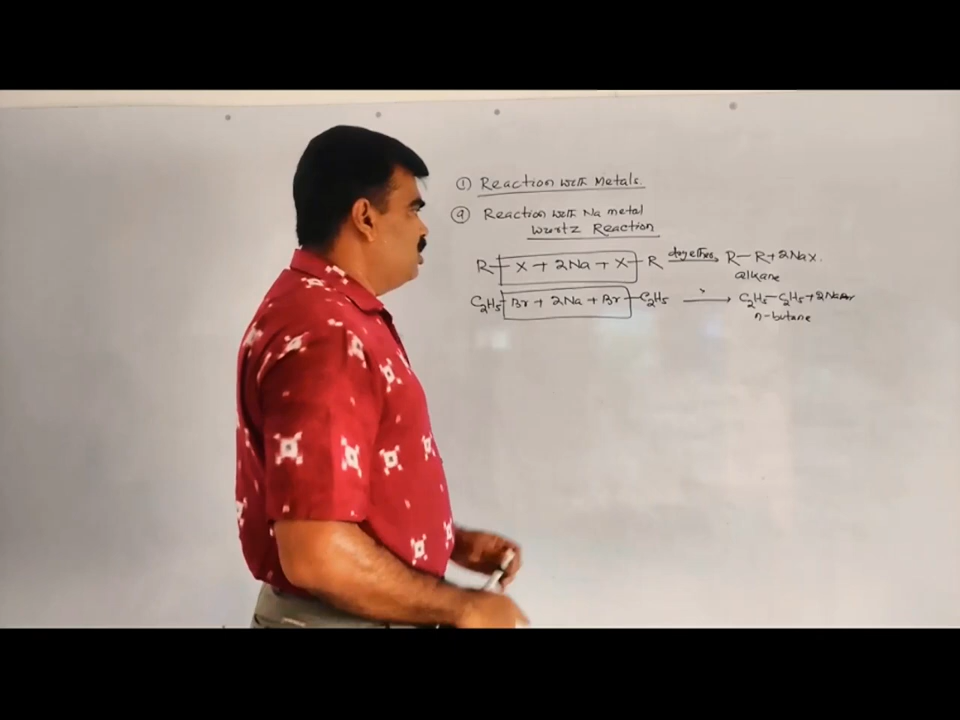 ① Reaction with Metals.
⑨ Reaction with Na metal
Wurtz Reaction
R-X + 2Na + X-R dry ether→ R-R + 2NaX.
alkane
C₂H₅-Br + 2Na + Br-C₂H₅ → C₂H₅-C₂H₅ + 2NaBr
n-butane